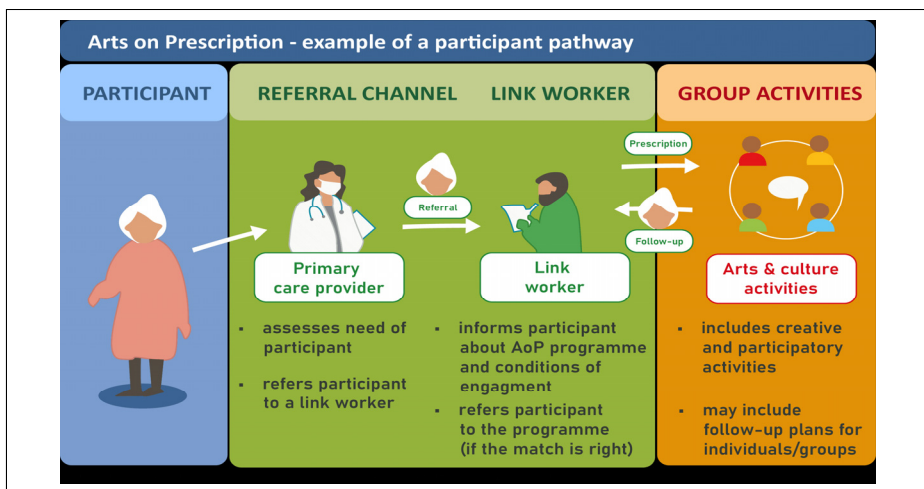 Arts on Prescription - example of a participant pathway
PARTICIPANT
REFERRAL CHANNEL
LINK WORKER
GROUP ACTIVITIES
Prescription
Referral
Follow-up
Primary
care provider
Link
worker
Arts & culture
activities
▪ assesses need of
participant
▪ refers participant
to a link worker
▪ informs participant
about AoP programme
and conditions of
engagment
▪ refers participant
to the programme
(if the match is right)
▪ includes creative
and participatory
activities
▪ may include
follow-up plans for
individuals/groups